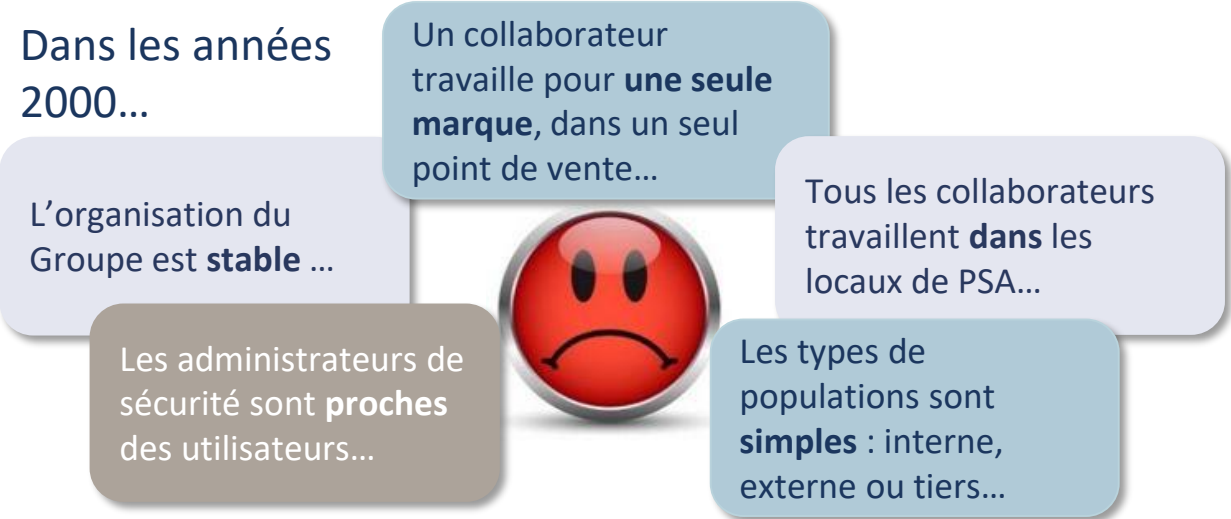 Dans les années
2000…
Un collaborateur
travaille pour une seule
marque, dans un seul
point de vente…
L’organisation du
Groupe est stable …
Tous les collaborateurs
travaillent dans les
locaux de PSA…
Les administrateurs de
sécurité sont proches
des utilisateurs…
Les types de
populations sont
simples : interne,
externe ou tiers…